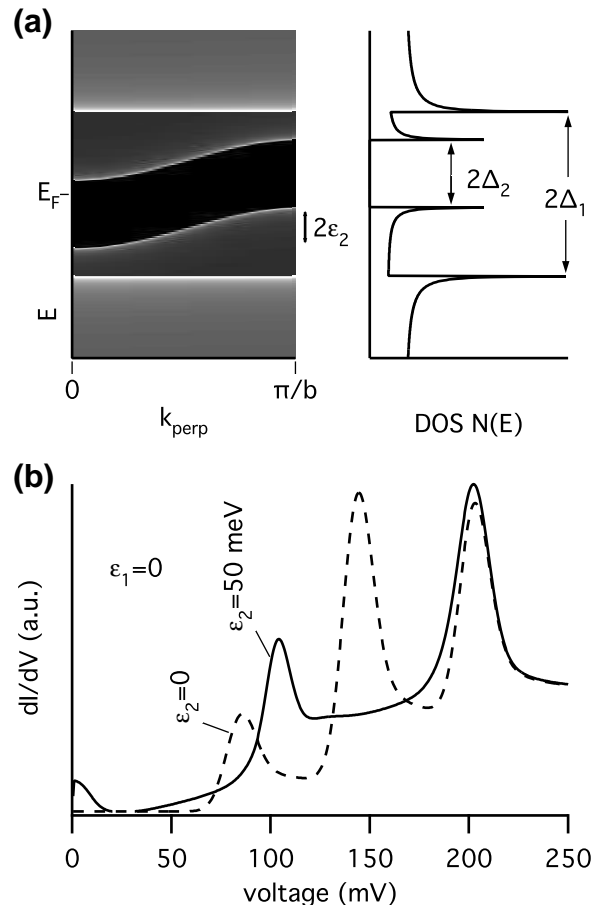 (a)
E_F
2ε₂
2Δ₂
2Δ₁
E
0
π/b
k_perp
DOS N(E)
(b)
ε₁=0
ε₂=50 meV
ε₂=0
dI/dV (a.u.)
0 50 100 150 200 250
voltage (mV)